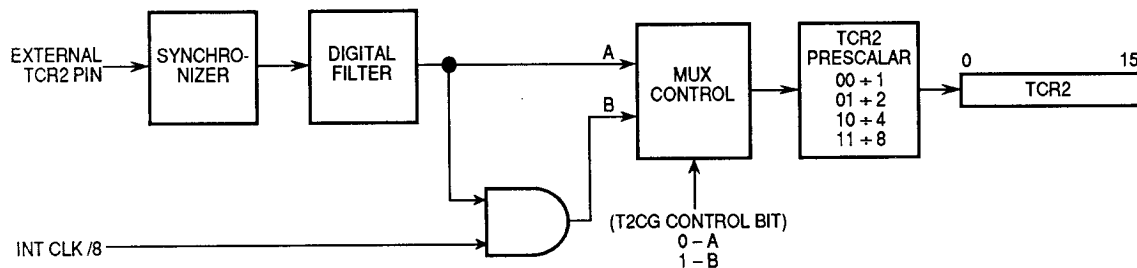 EXTERNAL
TCR2 PIN
SYNCHRO-
NIZER
DIGITAL
FILTER
A
B
MUX
CONTROL
TCR2
PRESCALAR
00 ÷ 1
01 ÷ 2
10 ÷ 4
11 ÷ 8
0 15
TCR2
INT CLK /8
(T2CG CONTROL BIT)
0 – A
1 – B